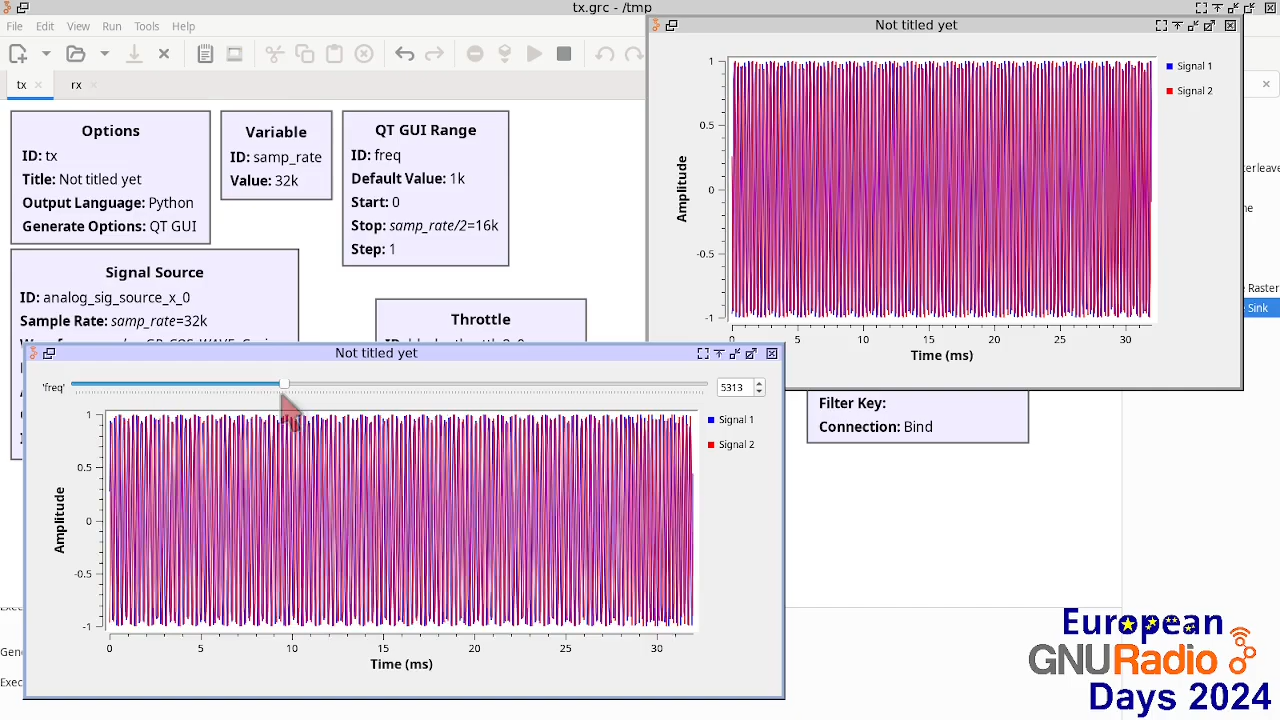 tx.grc - /tmp
File Edit View Run Tools Help
tx
rx
Options
ID: tx
Title: Not titled yet
Output Language: Python
Generate Options: QT GUI
Variable
ID: samp_rate
Value: 32k
QT GUI Range
ID: freq
Default Value: 1k
Start: 0
Stop: samp_rate/2=16k
Step: 1
Signal Source
ID: analog_sig_source_x_0
Sample Rate: samp_rate=32k
Throttle
Not titled yet
Amplitude
1
0.5
0
-0.5
-1
0 5 10 15 20 25 30
Time (ms)
Signal 1
Signal 2
e Raster
Sink
Filter Key:
Connection: Bind
Not titled yet
'freq'
5313
Amplitude
1
0.5
0
-0.5
-1
0 5 10 15 20 25 30
Time (ms)
Signal 1
Signal 2
European
GNURadio
Days 2024